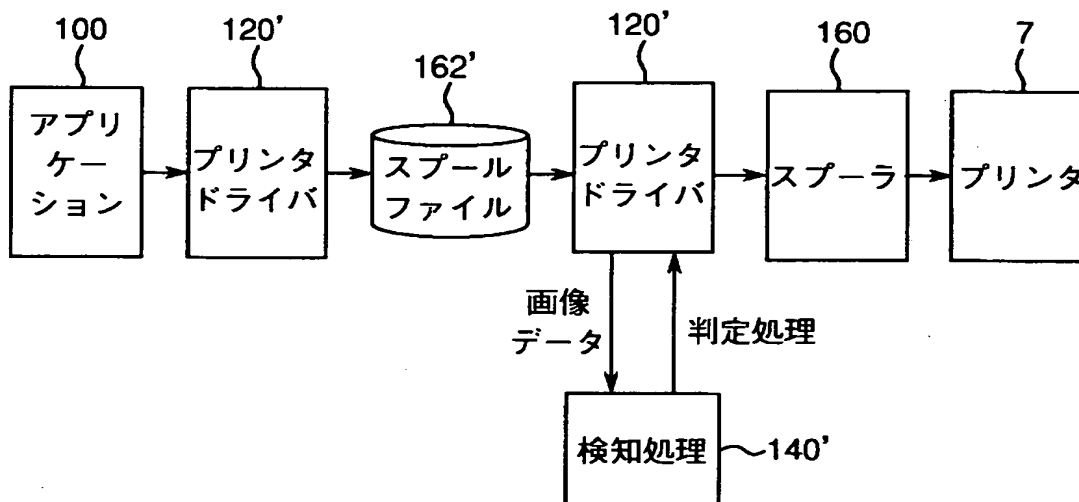 100
120’
162’
120’
160
7
アプリ
ケー
ション
プリンタ
ドライバ
スプール
ファイル
プリンタ
ドライバ
スプーラ
プリンタ
画像
データ
判定処理
検知処理
140’